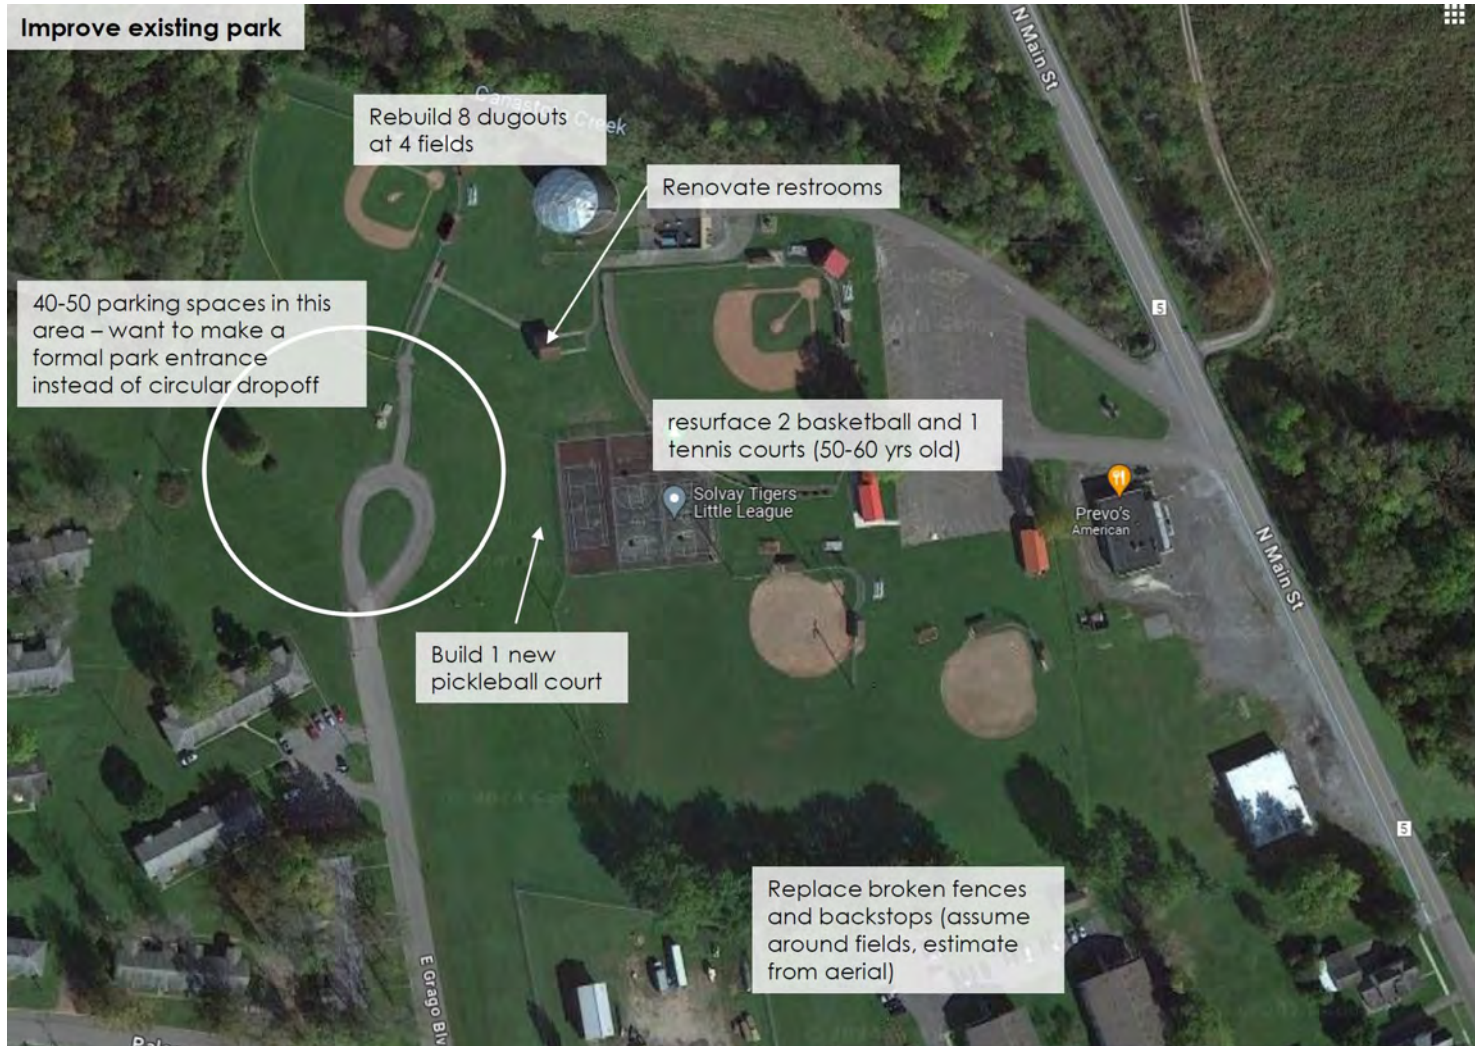 Improve existing park
N Main St
Canastota Creek
Rebuild 8 dugouts
at 4 fields
Renovate restrooms
40-50 parking spaces in this
area – want to make a
formal park entrance
instead of circular dropoff
5
resurface 2 basketball and 1
tennis courts (50-60 yrs old)
Solvay Tigers
Little League
Prevo's
American
N Main St
Build 1 new
pickleball court
5
Replace broken fences
and backstops (assume
around fields, estimate
from aerial)
E Grago Blv